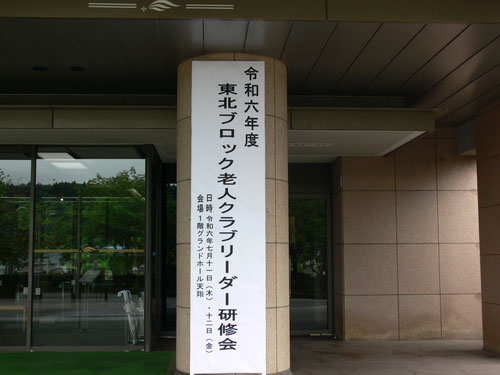 令和六年度
東北ブロック老人クラブリーダー研修会
日時 令和六年七月十一日（木）・十二日（金）
会場 1階グランドホール天翔